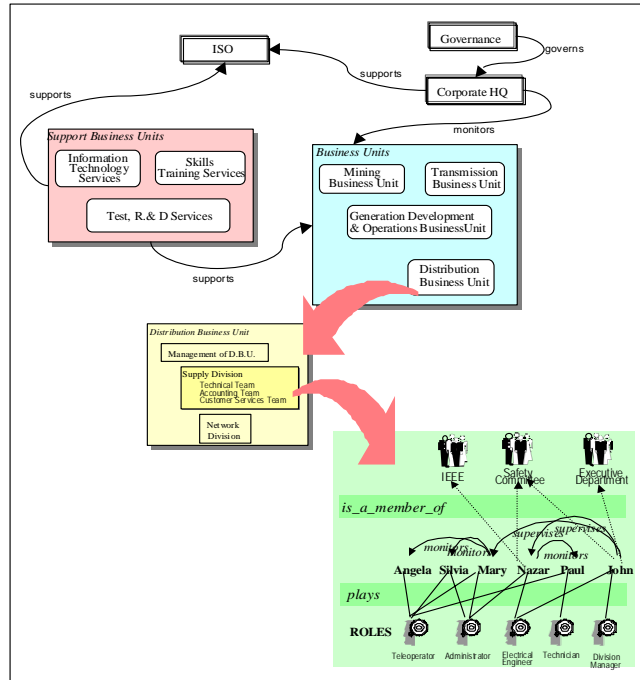 ISO
Governance
governs
supports
supports
Corporate HQ
monitors
Support Business Units
Information
Technology
Services
Skills
Training Services
Test, R.& D Services
Business Units
Mining
Business Unit
Transmission
Business Unit
Generation Development
& Operations BusinessUnit
Distribution
Business Unit
supports
Distribution Business Unit
Management of D.B.U.
Supply Division
Technical Team
Accounting Team
Customer Services Team
Network
Division
IEEE
Safety
Committee
Executive
Department
is_a_member_of
supervises
supervises
monitors
monitors
monitors
Angela
Silvia
Mary
Nazar
Paul
John
plays
ROLES
Teleoperator
Administrator
Electrical
Engineer
Technician
Division
Manager